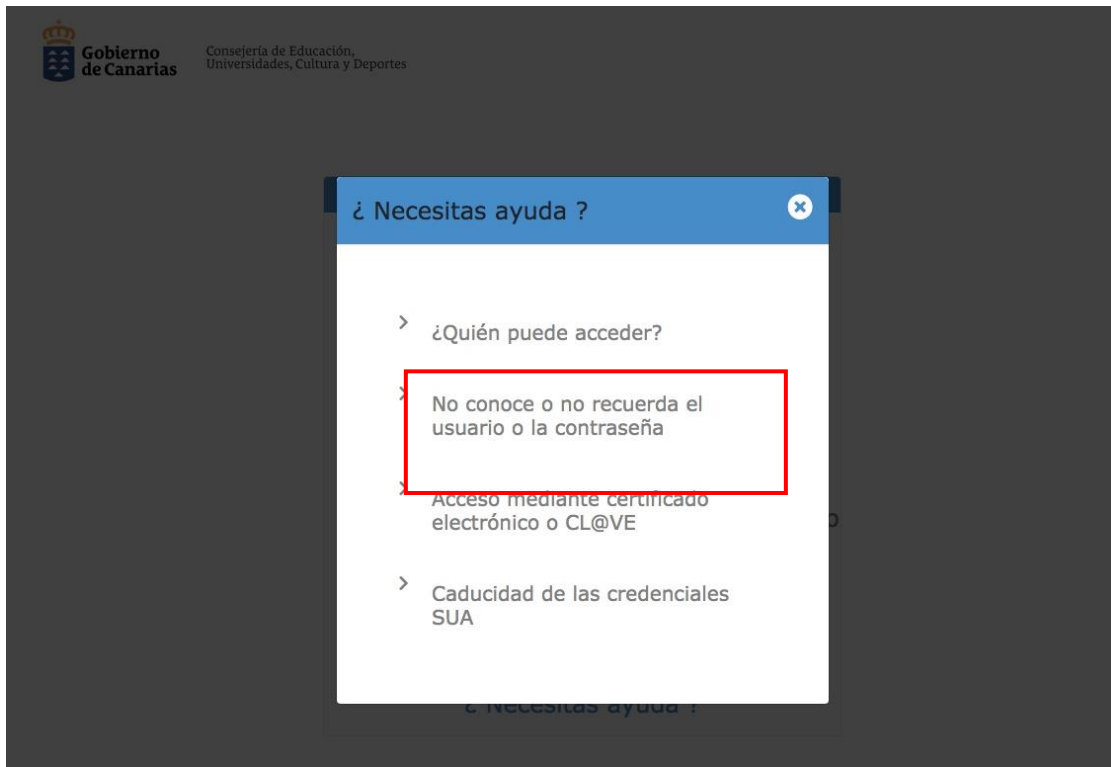 Gobierno
de Canarias
Consejería de Educación,
Universidades, Cultura y Deportes
¿ Necesitas ayuda ?
¿Quién puede acceder?
No conoce o no recuerda el
usuario o la contraseña
Acceso mediante certificado
electrónico o CL@VE
Caducidad de las credenciales
SUA
¿ Necesitas ayuda ?